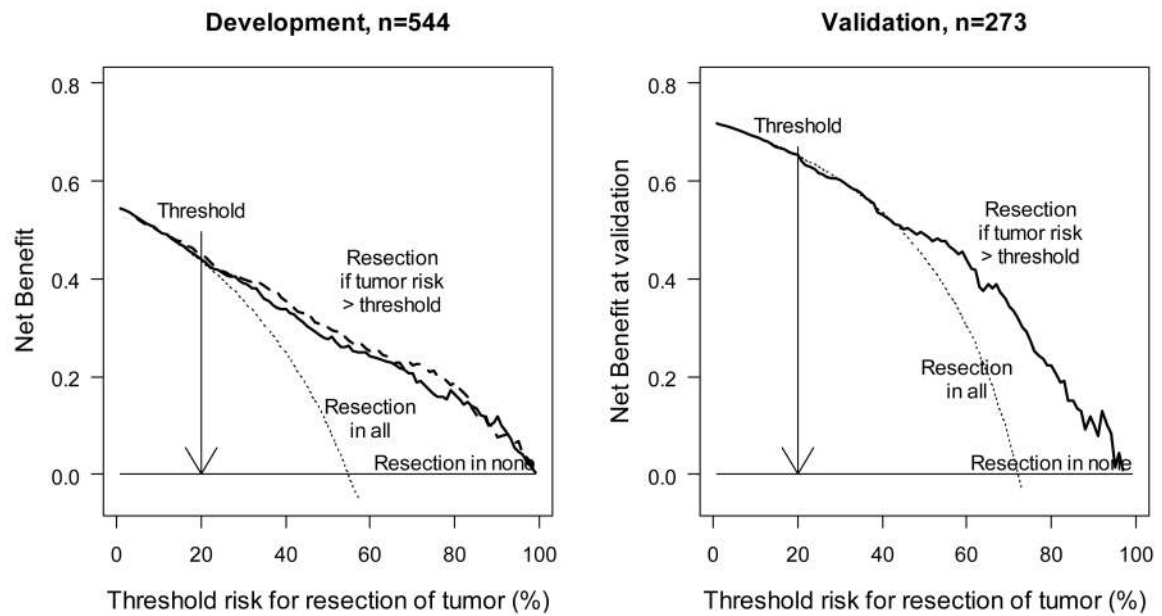 Development, n=544
Net Benefit
0.8
0.6
0.4
0.2
0.0
Threshold
Resection
if tumor risk
> threshold
Resection
in all
Resection in none
0 20 40 60 80 100
Threshold risk for resection of tumor (%)
Validation, n=273
Net Benefit at validation
0.8
0.6
0.4
0.2
0.0
Threshold
Resection
if tumor risk
> threshold
Resection
in all
Resection in none
0 20 40 60 80 100
Threshold risk for resection of tumor (%)